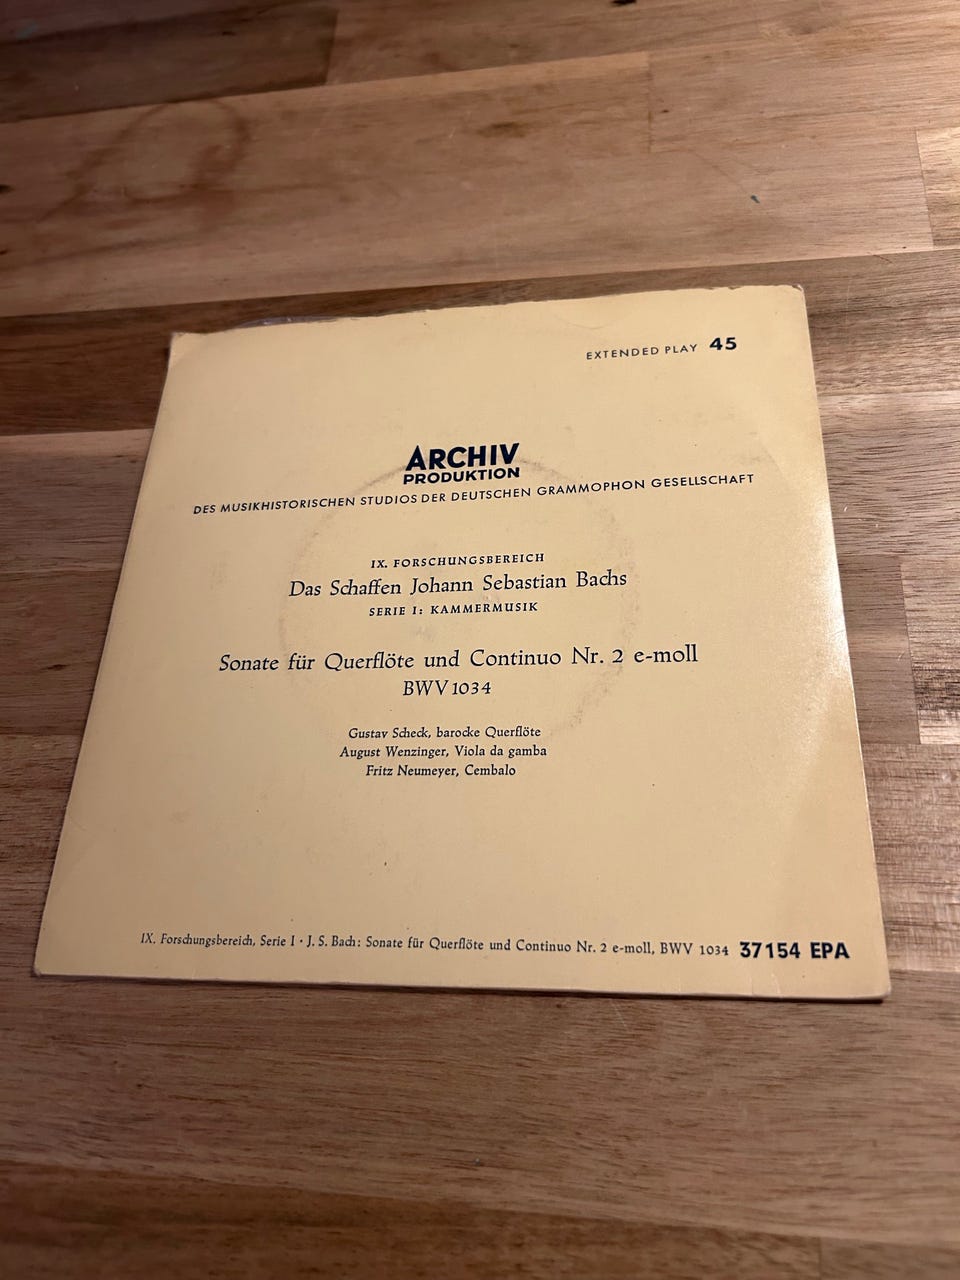 EXTENDED PLAY 45
ARCHIV
PRODUKTION
DES MUSIKHISTORISCHEN STUDIOS DER DEUTSCHEN GRAMMOPHON GESELLSCHAFT
IX. FORSCHUNGSBEREICH
Das Schaffen Johann Sebastian Bachs
SERIE I: KAMMERMUSIK
Sonate für Querflöte und Continuo Nr. 2 e-moll
BWV 1034
Gustav Scheck, barocke Querflöte
August Wenzinger, Viola da gamba
Fritz Neumeyer, Cembalo
IX. Forschungsbereich, Serie I · J. S. Bach: Sonate für Querflöte und Continuo Nr. 2 e-moll, BWV 1034 37154 EPA